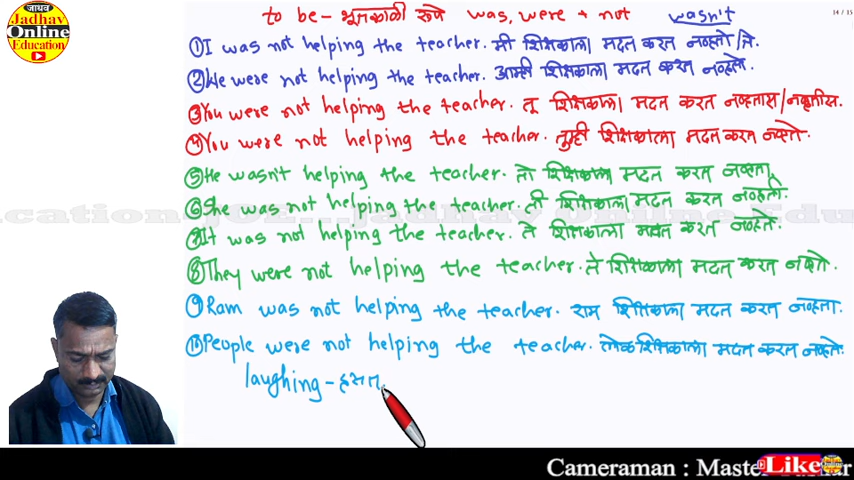 to be - भूतकाळी रूपे was, were + not wasn't
14 / 15
जाधव
Jadhav
Online
Education
① I was not helping the teacher. मी शिक्षकाला मदत करत नव्हतो/ते.
② We were not helping the teacher. आम्ही शिक्षकाला मदत करत नव्हतो.
③ You were not helping the teacher. तू शिक्षकाला मदत करत नव्हतास/नव्हतीस.
④ You were not helping the teacher. तुम्ही शिक्षकाला मदत करत नव्हते.
⑤ He wasn't helping the teacher. तो शिक्षकाला मदत करत नव्हता.
⑥ She was not helping the teacher. ती शिक्षकाला मदत करत नव्हती.
⑦ It was not helping the teacher. ते शिक्षकाला मदत करत नव्हते.
⑧ They were not helping the teacher. ते शिक्षकाला मदत करत नव्हते.
⑨ Ram was not helping the teacher. राम शिक्षकाला मदत करत नव्हता.
⑩ People were not helping the teacher. लोक शिक्षकाला मदत करत नव्हते.
laughing - हसत
Cameraman : Master
Like